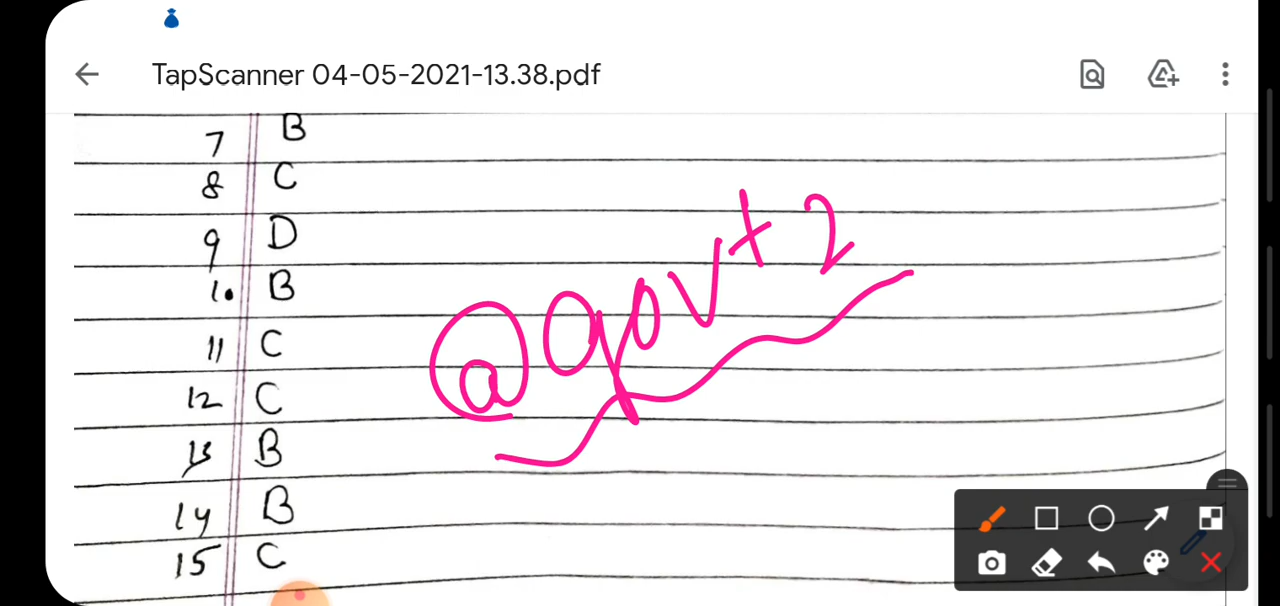 TapScanner 04-05-2021-13.38.pdf
7 B
8 C
9 D
10 B
11 C
12 C
13 B
14 B
15 C
@govt2